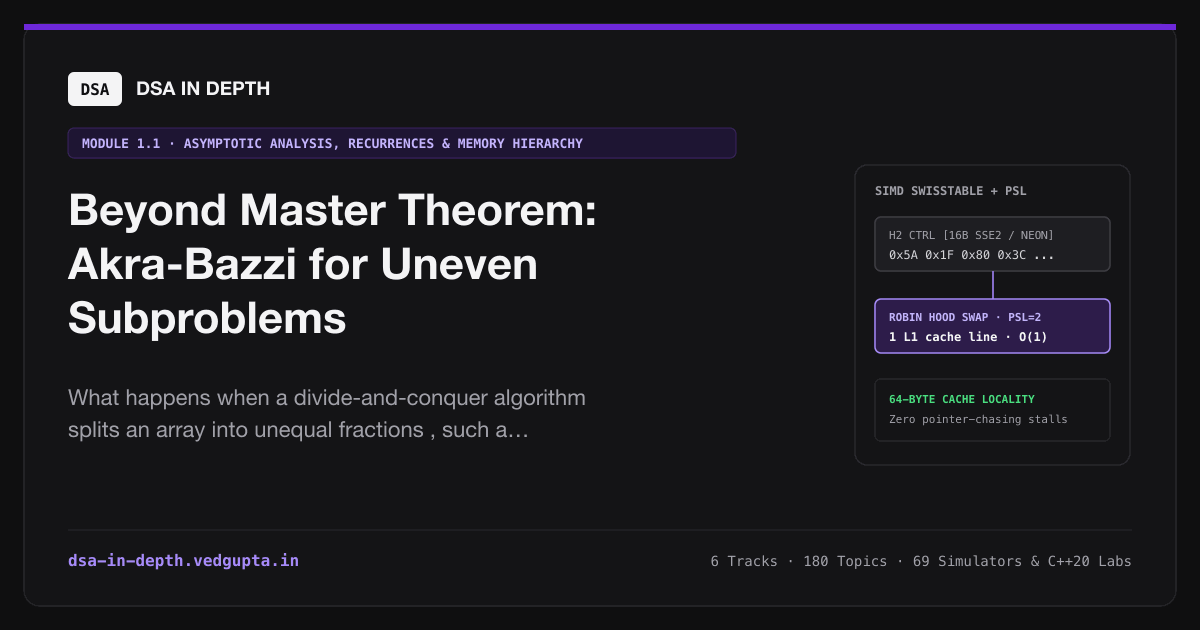 DSA
DSA IN DEPTH
MODULE 1.1 · ASYMPTOTIC ANALYSIS, RECURRENCES & MEMORY HIERARCHY
Beyond Master Theorem:
Akra-Bazzi for Uneven
Subproblems
What happens when a divide-and-conquer algorithm
splits an array into unequal fractions , such a…
SIMD SWISSTABLE + PSL
H2 CTRL [16B SSE2 / NEON]
0x5A 0x1F 0x80 0x3C ...
ROBIN HOOD SWAP · PSL=2
1 L1 cache line · O(1)
64-BYTE CACHE LOCALITY
Zero pointer-chasing stalls
dsa-in-depth.vedgupta.in
6 Tracks · 180 Topics · 69 Simulators & C++20 Labs